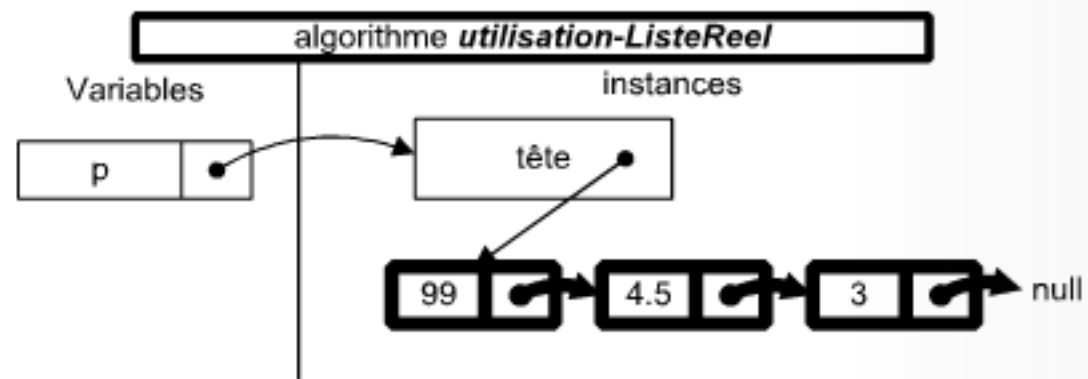 algorithme utilisation-ListeReel
Variables
instances
p
tête
99
4.5
3
null